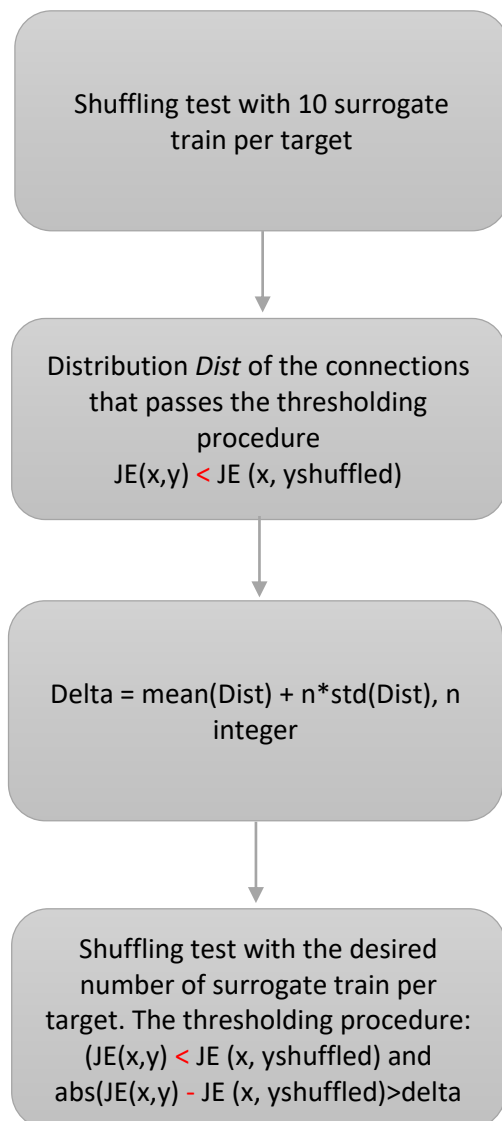 Shuffling test with 10 surrogate
train per target
Distribution Dist of the connections
that passes the thresholding
procedure
JE(x,y) < JE (x, yshuffled)
Delta = mean(Dist) + n*std(Dist), n
integer
Shuffling test with the desired
number of surrogate train per
target. The thresholding procedure:
(JE(x,y) < JE (x, yshuffled) and
abs(JE(x,y) - JE (x, yshuffled)>delta